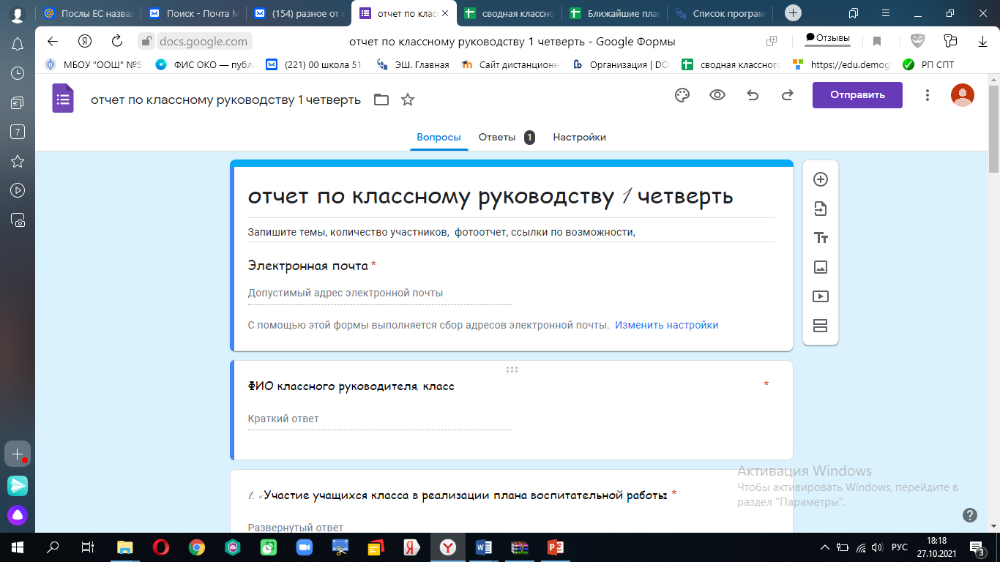 Послы ЕС назвал
Поиск - Почта М
(154) разное от с
отчет по клас
сводная классно
Ближайшие пла
Список програм
docs.google.com
отчет по классному руководству 1 четверть - Google Формы
Отзывы
МБОУ "ООШ" №5
ФИС ОКО — публ
(221) 00 школа 51
ЭШ. Главная
Сайт дистанцион
Организация | DO
сводная классного
https://edu.demog
РП СПТ
отчет по классному руководству 1 четверть
Отправить
Вопросы
Ответы 1
Настройки
7
отчет по классному руководству 1 четверть
Запишите темы, количество участников, фотоотчет, ссылки по возможности,
Электронная почта *
Допустимый адрес электронной почты
С помощью этой формы выполняется сбор адресов электронной почты. Изменить настройки
ФИО классного руководителя, класс *
Краткий ответ
1. «Участие учащихся класса в реализации плана воспитательной работы *
Развернутый ответ
Активация Windows
Чтобы активировать Windows, перейдите в
раздел "Параметры".
РУС
18:18
27.10.2021
3